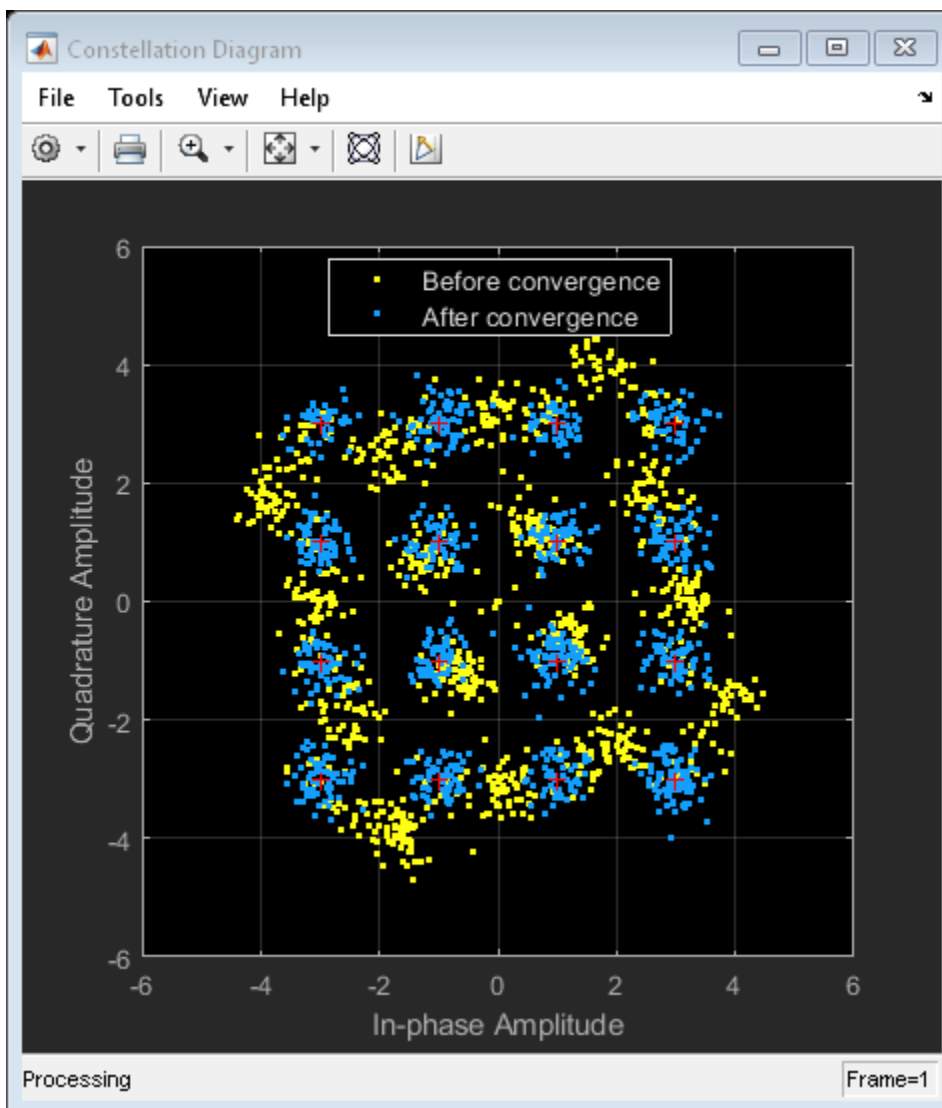 Constellation Diagram
File Tools View Help
6
Before convergence
After convergence
4
2
0
-2
-4
-6
-6 -4 -2 0 2 4 6
Quadrature Amplitude
In-phase Amplitude
Processing Frame=1